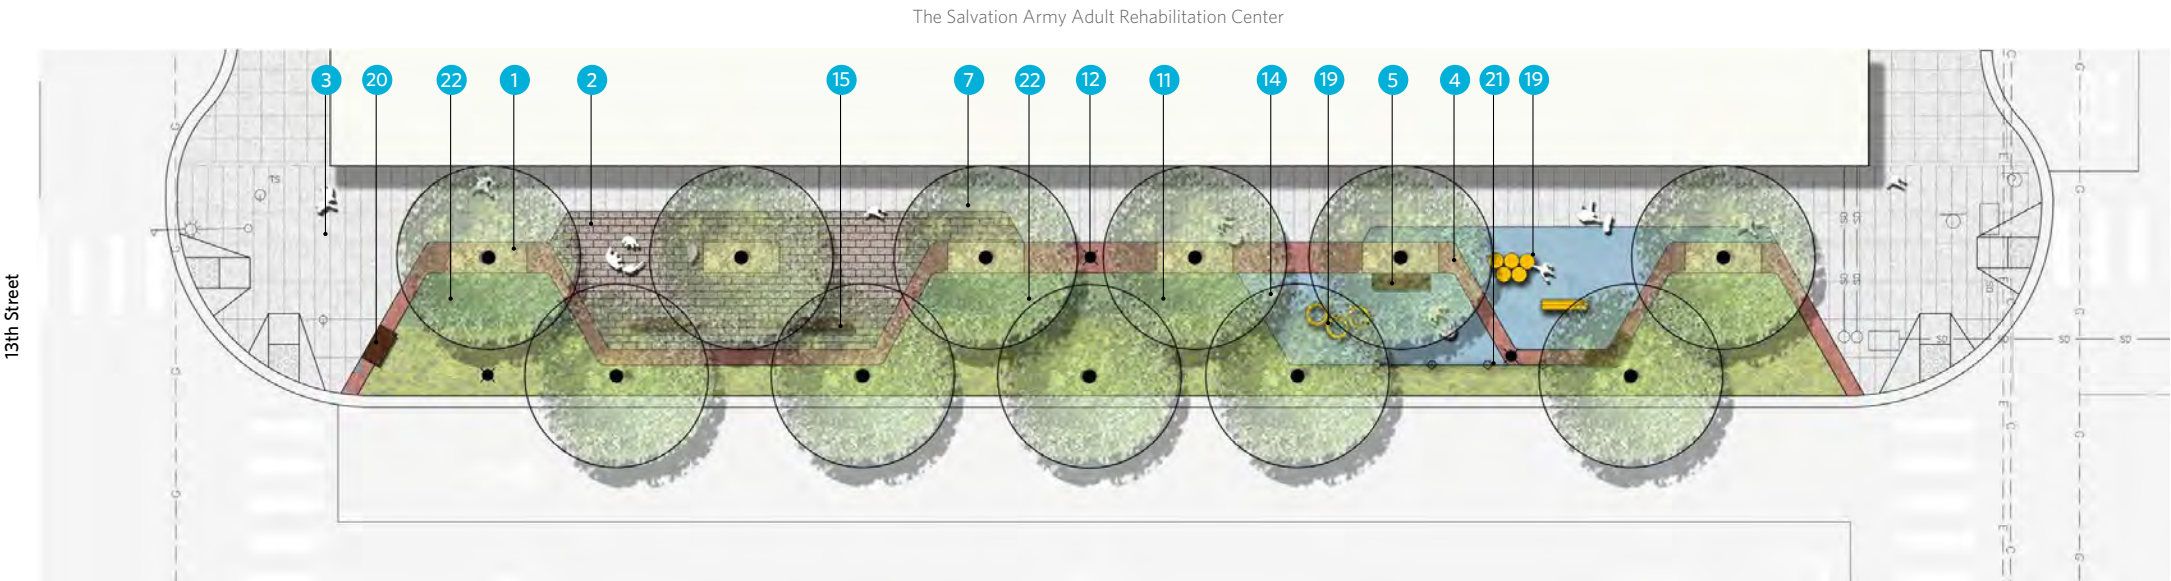 The Salvation Army Adult Rehabilitation Center
3 20 22 1 2 15 7 22 12 11 14 19 5 4 21 19
13th Street
TS